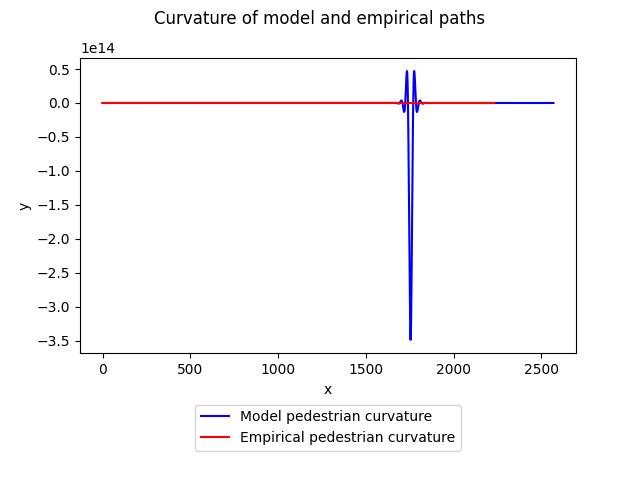 Curvature of model and empirical paths
1e14
0.5
0.0
−0.5
−1.0
−1.5
−2.0
−2.5
−3.0
−3.5
y
0 500 1000 1500 2000 2500
x
Model pedestrian curvature
Empirical pedestrian curvature